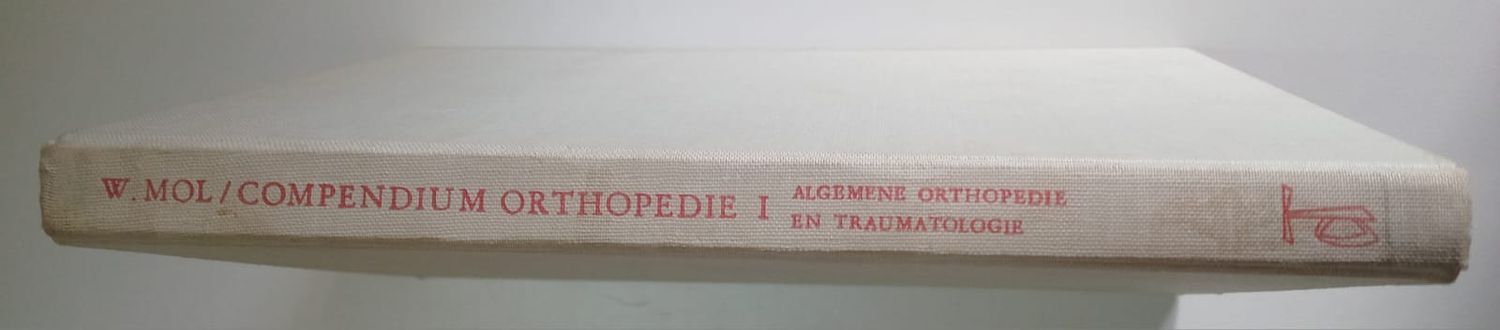 W. MOL / COMPENDIUM ORTHOPEDIE I
ALGEMENE ORTHOPEDIE
EN TRAUMATOLOGIE